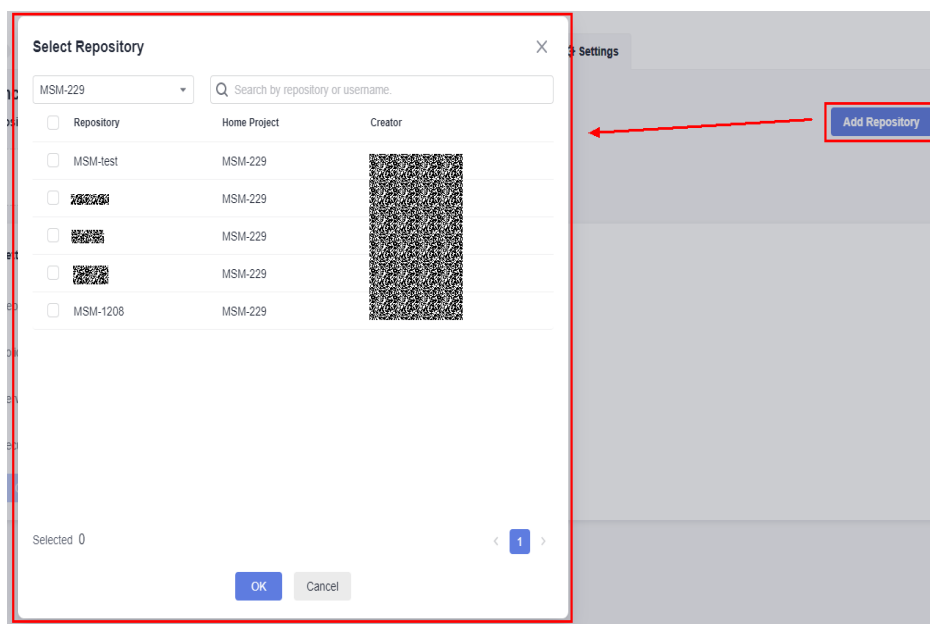 Select Repository
Settings
MSM-229
Search by repository or username.
Add Repository
Repository Home Project Creator
MSM-test MSM-229
MSM-229
MSM-229
MSM-229
MSM-1208 MSM-229
Selected 0
1
OK Cancel